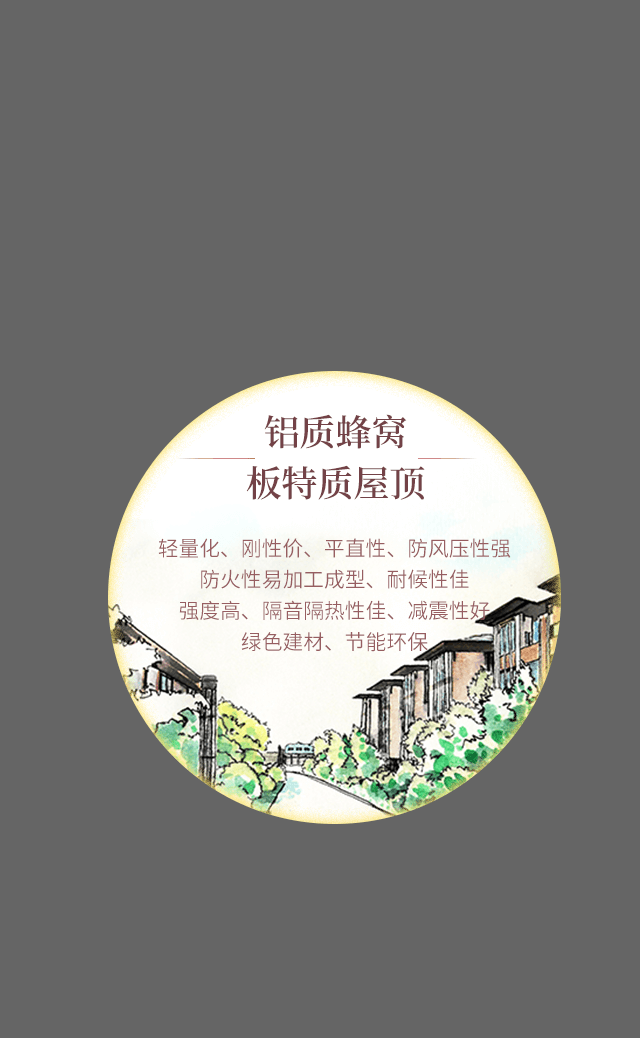 铝质蜂窝
板特质屋顶
轻量化、刚性价、平直性、防风压性强
防火性易加工成型、耐候性佳
强度高、隔音隔热性佳、减震性好
绿色建材、节能环保